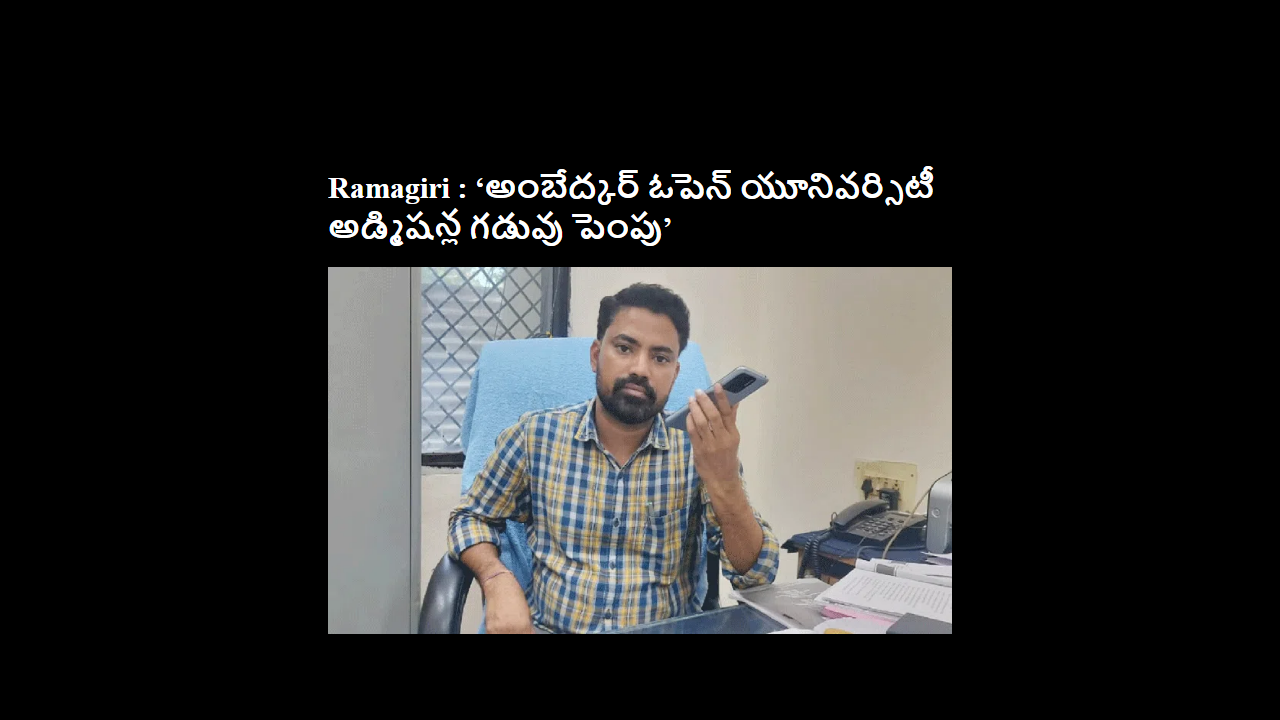 Ramagiri : ‘అంబేద్కర్ ఓపెన్ యూనివర్సిటీ
అడ్మిషన్ల గడువు పెంపు’